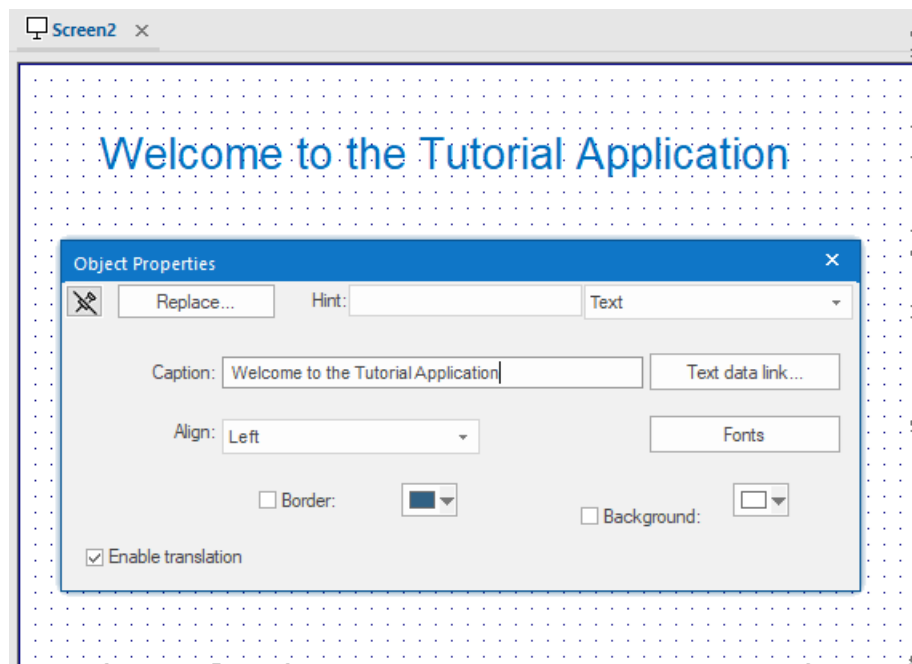 Screen2
Welcome to the Tutorial Application
Object Properties
Replace...
Hint:
Text
Caption:
Welcome to the Tutorial Application
Text data link...
Align:
Left
Fonts
Border:
Background:
Enable translation